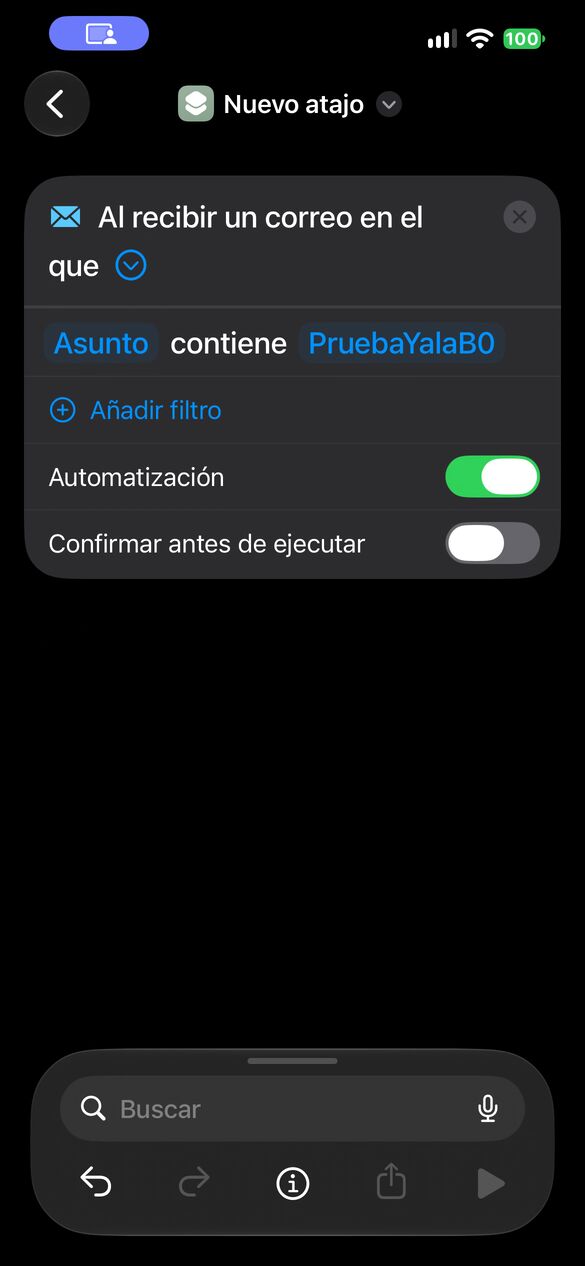 100
Nuevo atajo
Al recibir un correo en el
que
Asunto contiene PruebaYalaB0
Añadir filtro
Automatización
Confirmar antes de ejecutar
Buscar